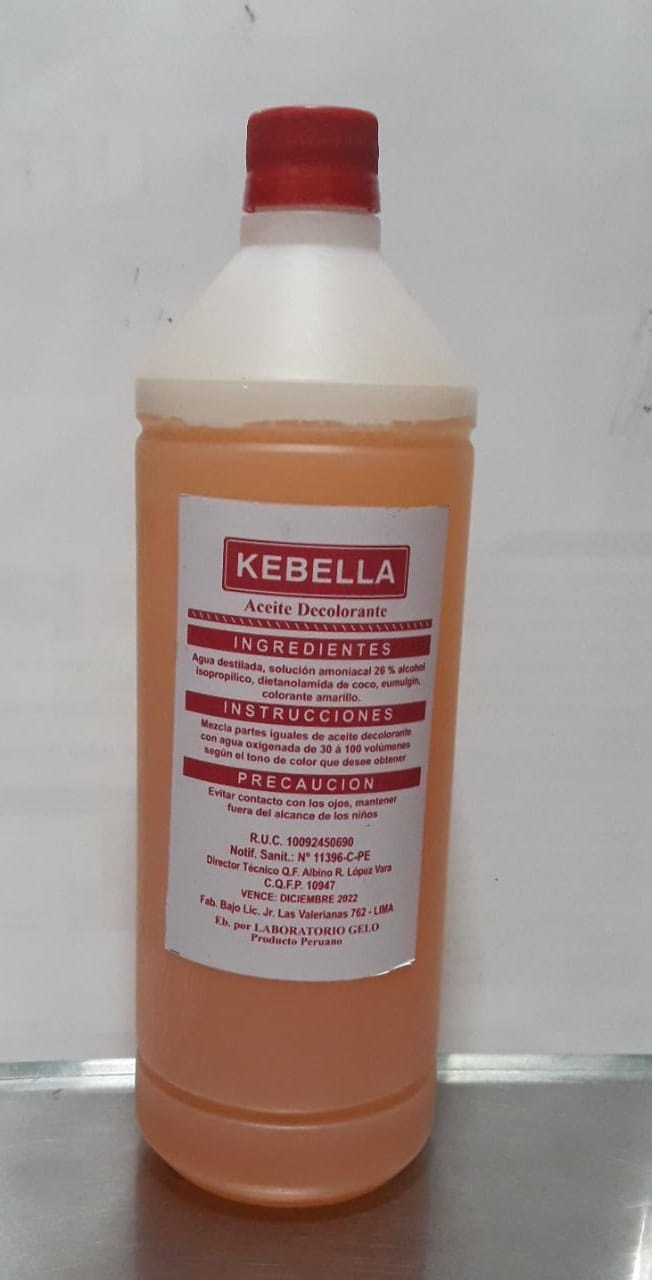 KEBELLA
Aceite Decolorante
INGREDIENTES
Agua destilada, solución amoniacal 26 % alcohol
isopropilico, dietanolamida de coco, eumulgin,
colorante amarillo.
INSTRUCCIONES
Mezcla partes iguales de aceite decolorante
con agua oxigenada de 30 á 100 volúmenes
según el tono de color que desee obtener
PRECAUCION
Evitar contacto con los ojos, mantener
fuera del alcance de los niños
R.U.C. 10092450690
Notif. Sanit.: Nº 11396-C-PE
Director Técnico Q.F. Albino R. López Vara
C.Q.F.P. 10947
VENCE: DICIEMBRE 2022
Fab. Bajo Lic. Jr. Las Valerianas 762 - LIMA
Eb. por LABORATORIO GELO
Producto Peruano